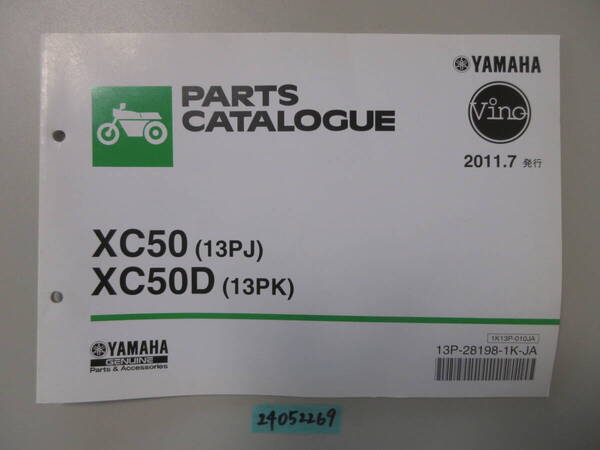 YAMAHA
PARTS
CATALOGUE
Vino
2011.7 発行
XC50 (13PJ)
XC50D (13PK)
YAMAHA
GENUINE
Parts & Accessories
1K13P-010JA
13P-28198-1K-JA
24052269